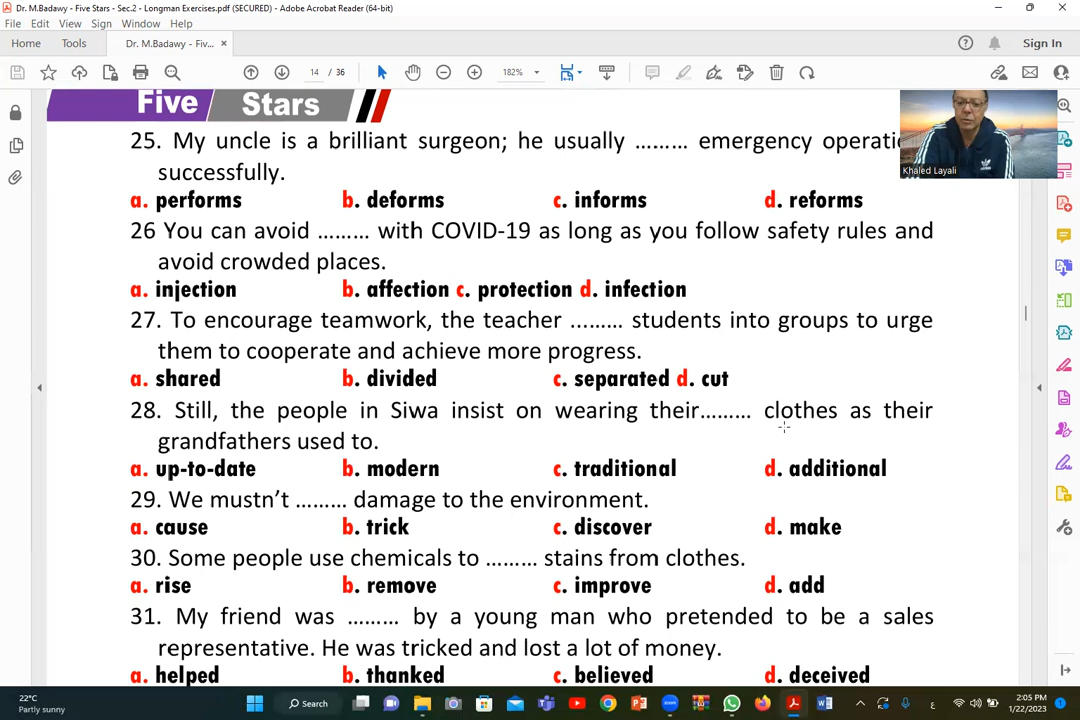 Dr. M.Badawy - Five Stars - Sec.2 - Longman Exercises.pdf (SECURED) - Adobe Acrobat Reader (64-bit)
File Edit View Sign Window Help
Home Tools Dr. M.Badawy - Fiv... × Sign In
14 / 36 182%
Five Stars
Khaled Layali
25. My uncle is a brilliant surgeon; he usually ......... emergency
successfully.
a. performs b. deforms c. informs d. reforms
26 You can avoid ......... with COVID-19 as long as you follow safety rules and
avoid crowded places.
a. injection b. affection c. protection d. infection
27. To encourage teamwork, the teacher ......... students into groups to urge
them to cooperate and achieve more progress.
a. shared b. divided c. separated d. cut
28. Still, the people in Siwa insist on wearing their......... clothes as their
grandfathers used to.
a. up-to-date b. modern c. traditional d. additional
29. We mustn't ......... damage to the environment.
a. cause b. trick c. discover d. make
30. Some people use chemicals to ......... stains from clothes.
a. rise b. remove c. improve d. add
31. My friend was ......... by a young man who pretended to be a sales
representative. He was tricked and lost a lot of money.
a. helped b. thanked c. believed d. deceived
22°C
Partly sunny
Search
ع
2:05 PM
1/22/2023